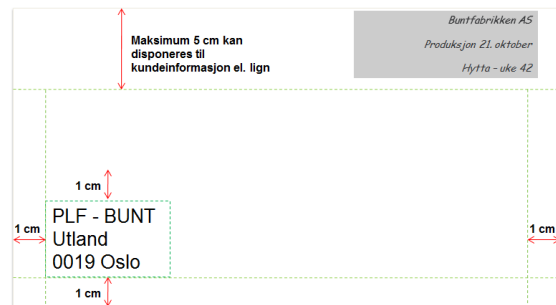 Maksimum 5 cm kan
disponeres til
kundeinformasjon el. lign
Buntfabrikken AS
Produksjon 21. oktober
Hytta - uke 42
1 cm
PLF - BUNT
Utland
0019 Oslo
1 cm
1 cm
1 cm